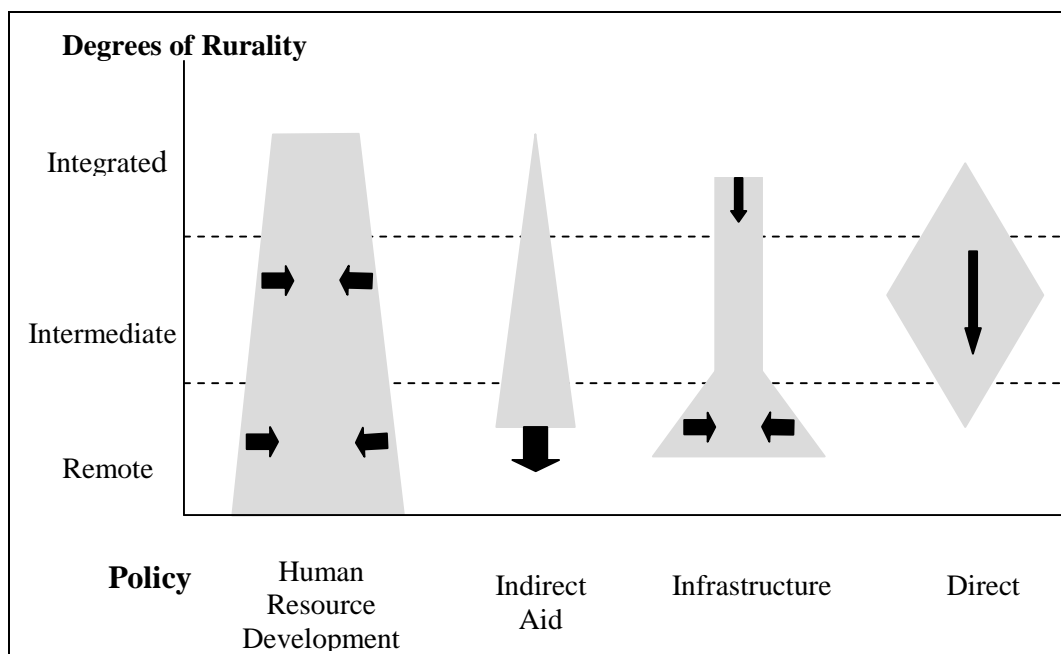 Degrees of Rurality
Integrated
Intermediate
Remote
Policy
Human
Resource
Development
Indirect
Aid
Infrastructure
Direct